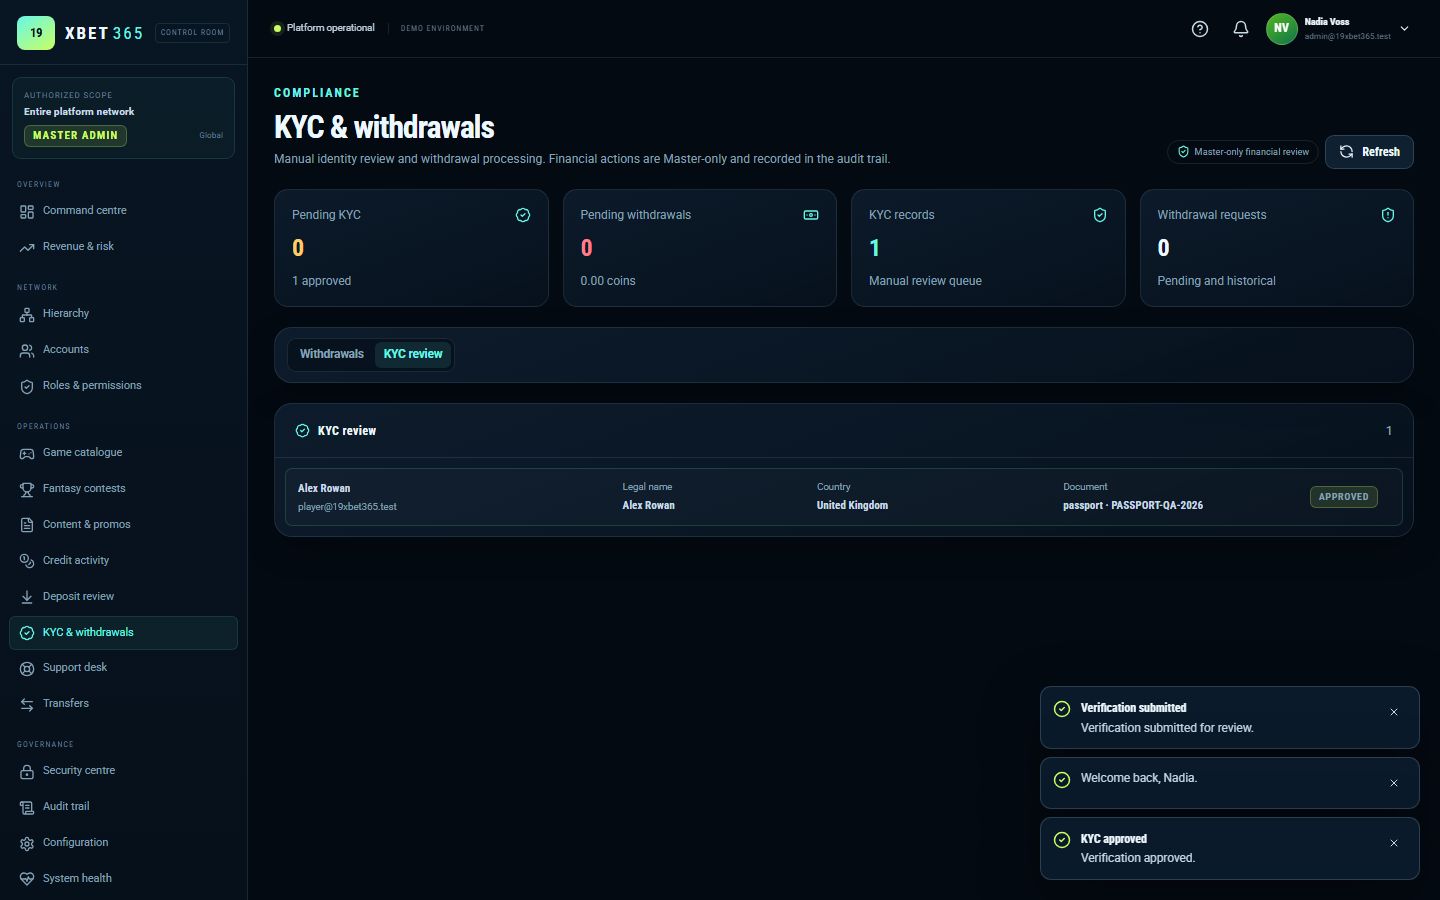 19 XBET 365 CONTROL ROOM
AUTHORIZED SCOPE
Entire platform network
MASTER ADMIN Global
OVERVIEW
Command centre
Revenue & risk
NETWORK
Hierarchy
Accounts
Roles & permissions
OPERATIONS
Game catalogue
Fantasy contests
Content & promos
Credit activity
Deposit review
KYC & withdrawals
Support desk
Transfers
GOVERNANCE
Security centre
Audit trail
Configuration
System health
Platform operational DEMO ENVIRONMENT
NV Nadia Voss
admin@19xbet365.test
COMPLIANCE
KYC & withdrawals
Manual identity review and withdrawal processing. Financial actions are Master-only and recorded in the audit trail.
Master-only financial review Refresh
Pending KYC
0
1 approved
Pending withdrawals
0
0.00 coins
KYC records
1
Manual review queue
Withdrawal requests
0
Pending and historical
Withdrawals KYC review
KYC review 1
Alex Rowan
player@19xbet365.test
Legal name
Alex Rowan
Country
United Kingdom
Document
passport · PASSPORT-QA-2026
APPROVED
Verification submitted
Verification submitted for review.
Welcome back, Nadia.
KYC approved
Verification approved.